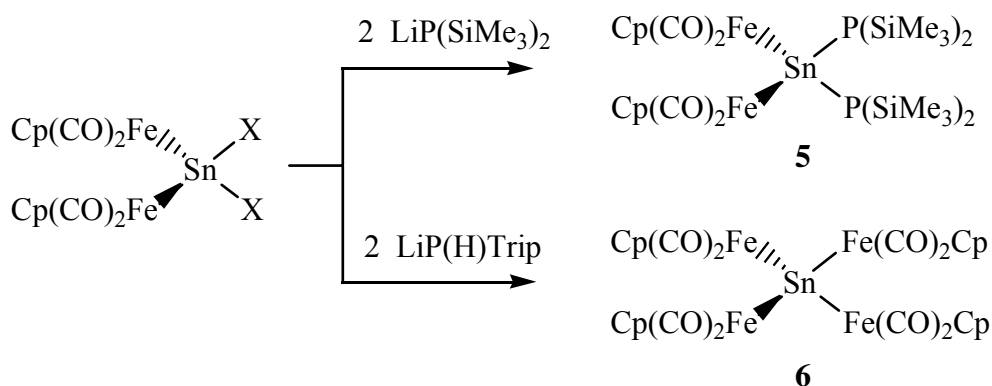 2 LiP(SiMe₃)₂
Cp(CO)₂Fe
P(SiMe₃)₂
Sn
Cp(CO)₂Fe
P(SiMe₃)₂
5
Cp(CO)₂Fe
X
Sn
Cp(CO)₂Fe
X
2 LiP(H)Trip
Cp(CO)₂Fe
Fe(CO)₂Cp
Sn
Cp(CO)₂Fe
Fe(CO)₂Cp
6